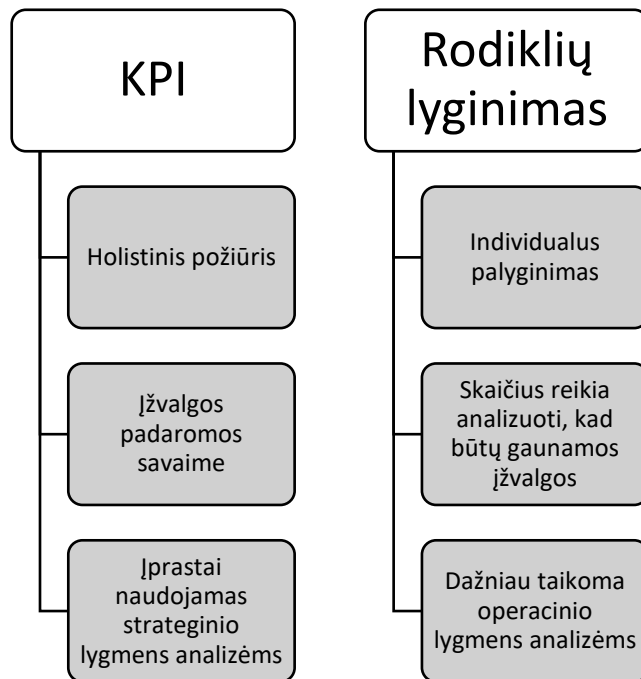 KPI
Holistinis požiūris
Įžvalgos
padaromos
savaime
Įprastai
naudojamas
strateginio
lygmens analizėms
Rodiklių
lyginimas
Individualus
palyginimas
Skaičius reikia
analizuoti, kad
būtų gaunamos
įžvalgos
Dažniau taikoma
operacinio
lygmens analizėms